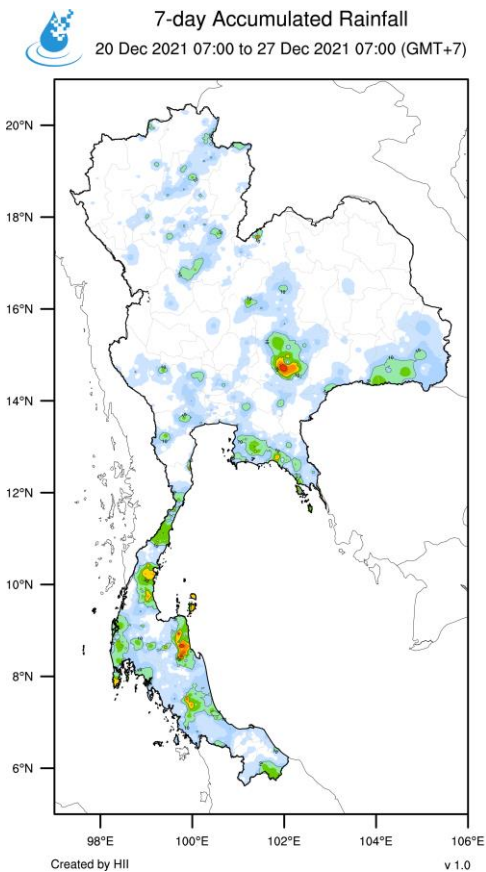 7-day Accumulated Rainfall
20 Dec 2021 07:00 to 27 Dec 2021 07:00 (GMT+7)
20°N
18°N
16°N
14°N
12°N
10°N
8°N
6°N
98°E 100°E 102°E 104°E 106°E
Created by HII v 1.0